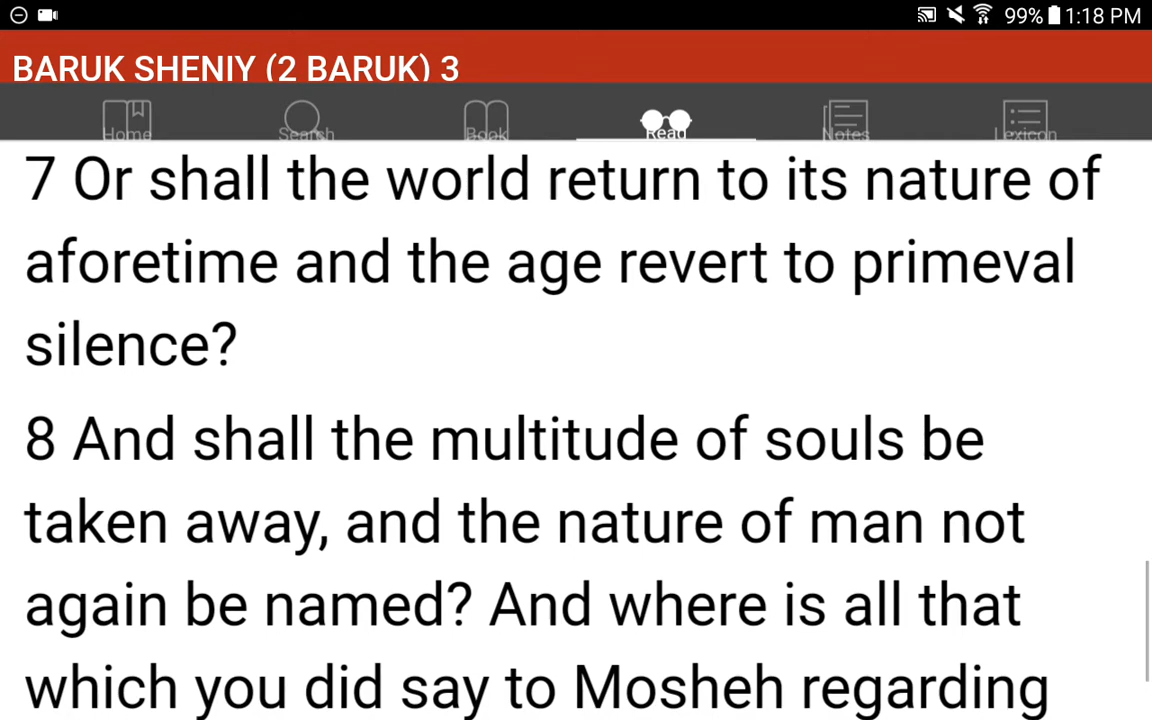 99% 1:18 PM
BARUK SHENIY (2 BARUK) 3
Home Search Book Read Notes Lexicon
7 Or shall the world return to its nature of
aforetime and the age revert to primeval
silence?
8 And shall the multitude of souls be
taken away, and the nature of man not
again be named? And where is all that
which you did say to Mosheh regarding